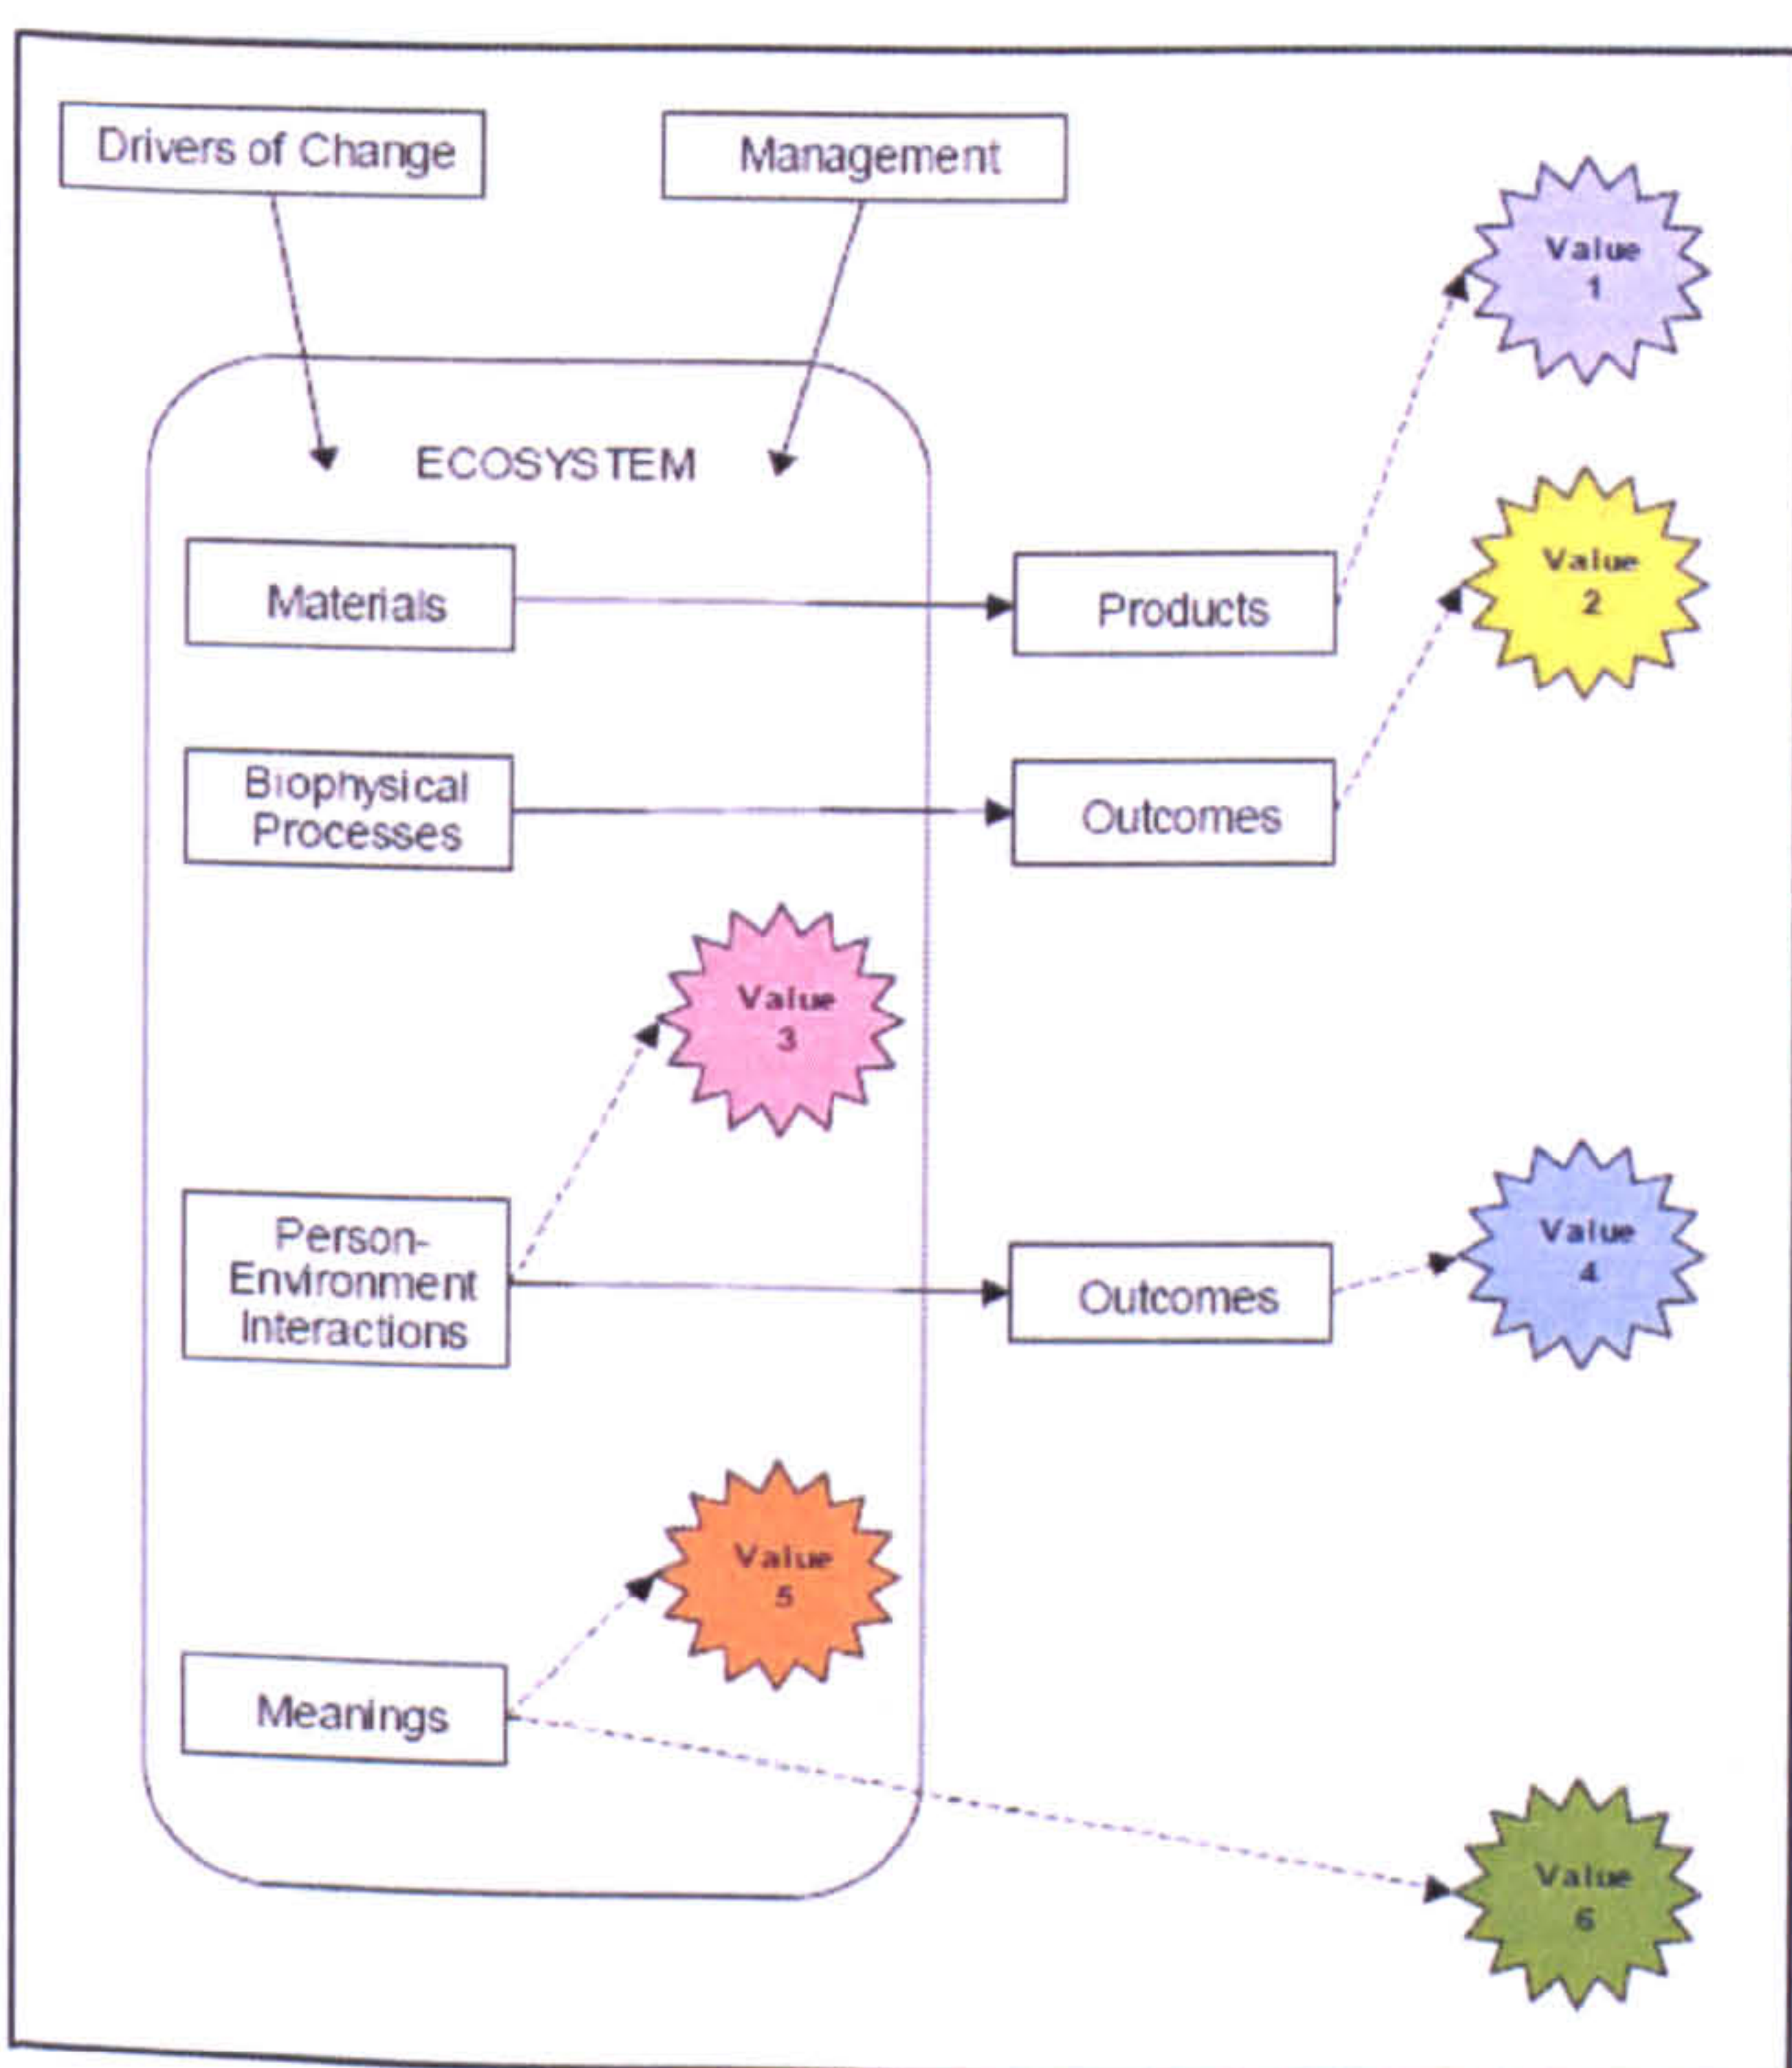 Drivers of Change
Management
Value
1
ECOSYSTEM
Value
2
Materials
Products
Biophysical
Processes
Outcomes
Value
3
Person-
Environment
Interactions
Outcomes
Value
4
Value
5
Meanings
Value
6